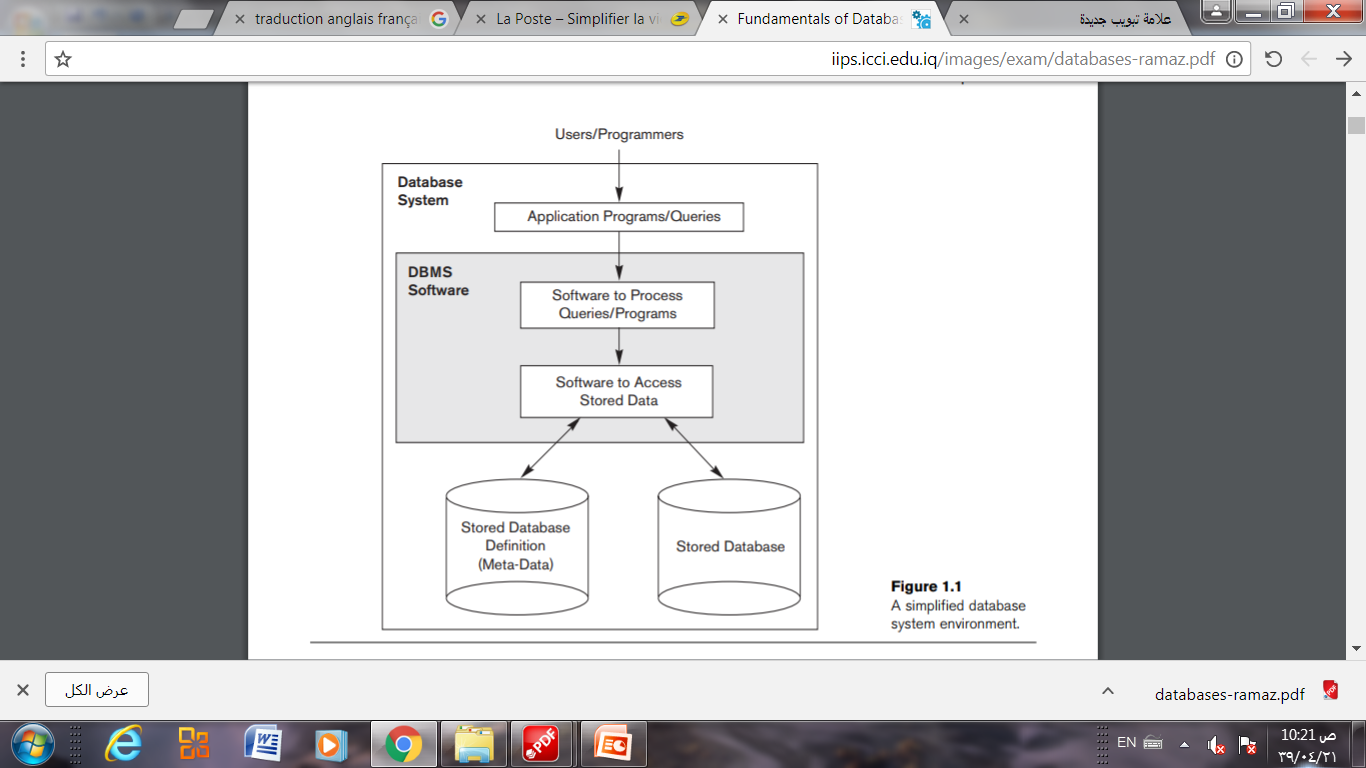 traduction anglais françа
La Poste – Simplifier la vi
Fundamentals of Databa
علامة تبويب جديدة
iips.icci.edu.iq/images/exam/databases-ramaz.pdf
Users/Programmers
Database
System
Application Programs/Queries
DBMS
Software
Software to Process
Queries/Programs
Software to Access
Stored Data
Stored Database
Definition
(Meta-Data)
Stored Database
Figure 1.1
A simplified database
system environment.
عرض الكل
databases-ramaz.pdf
PDF
EN
10:21 ص
٣٩/٠٤/٢١